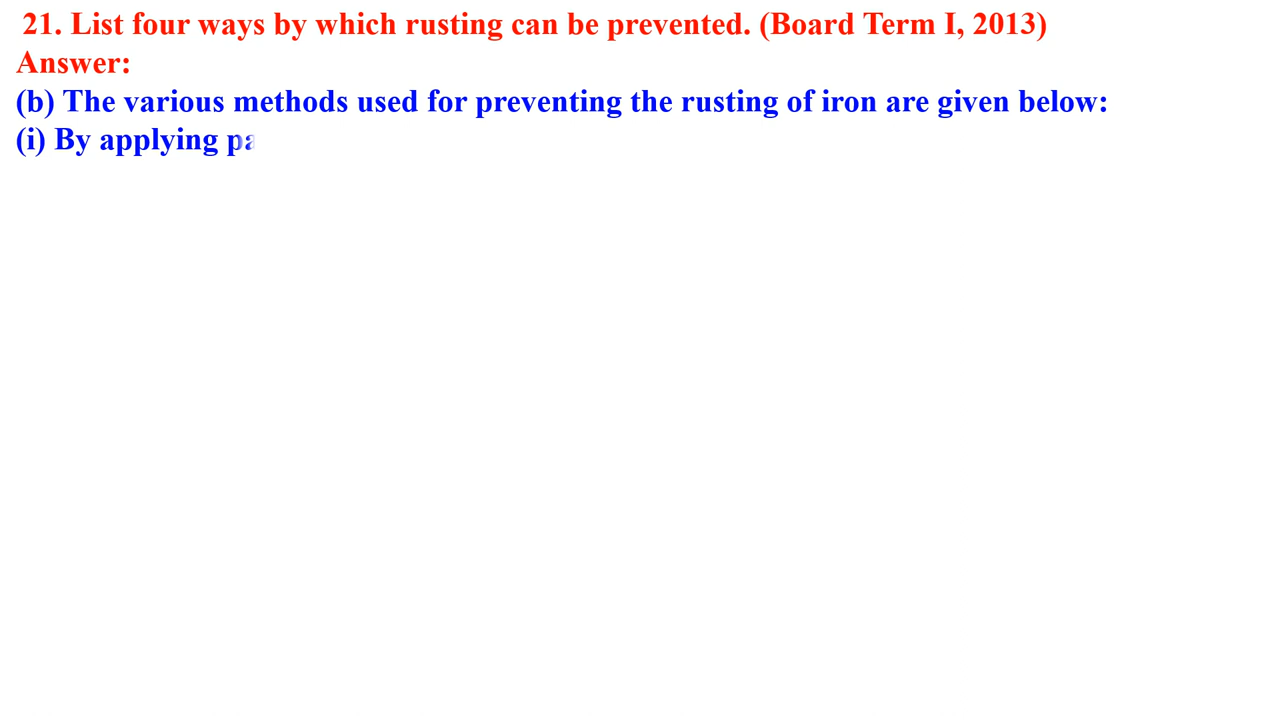 21. List four ways by which rusting can be prevented. (Board Term I, 2013)
Answer:
(b) The various methods used for preventing the rusting of iron are given below:
(i) By applying pa